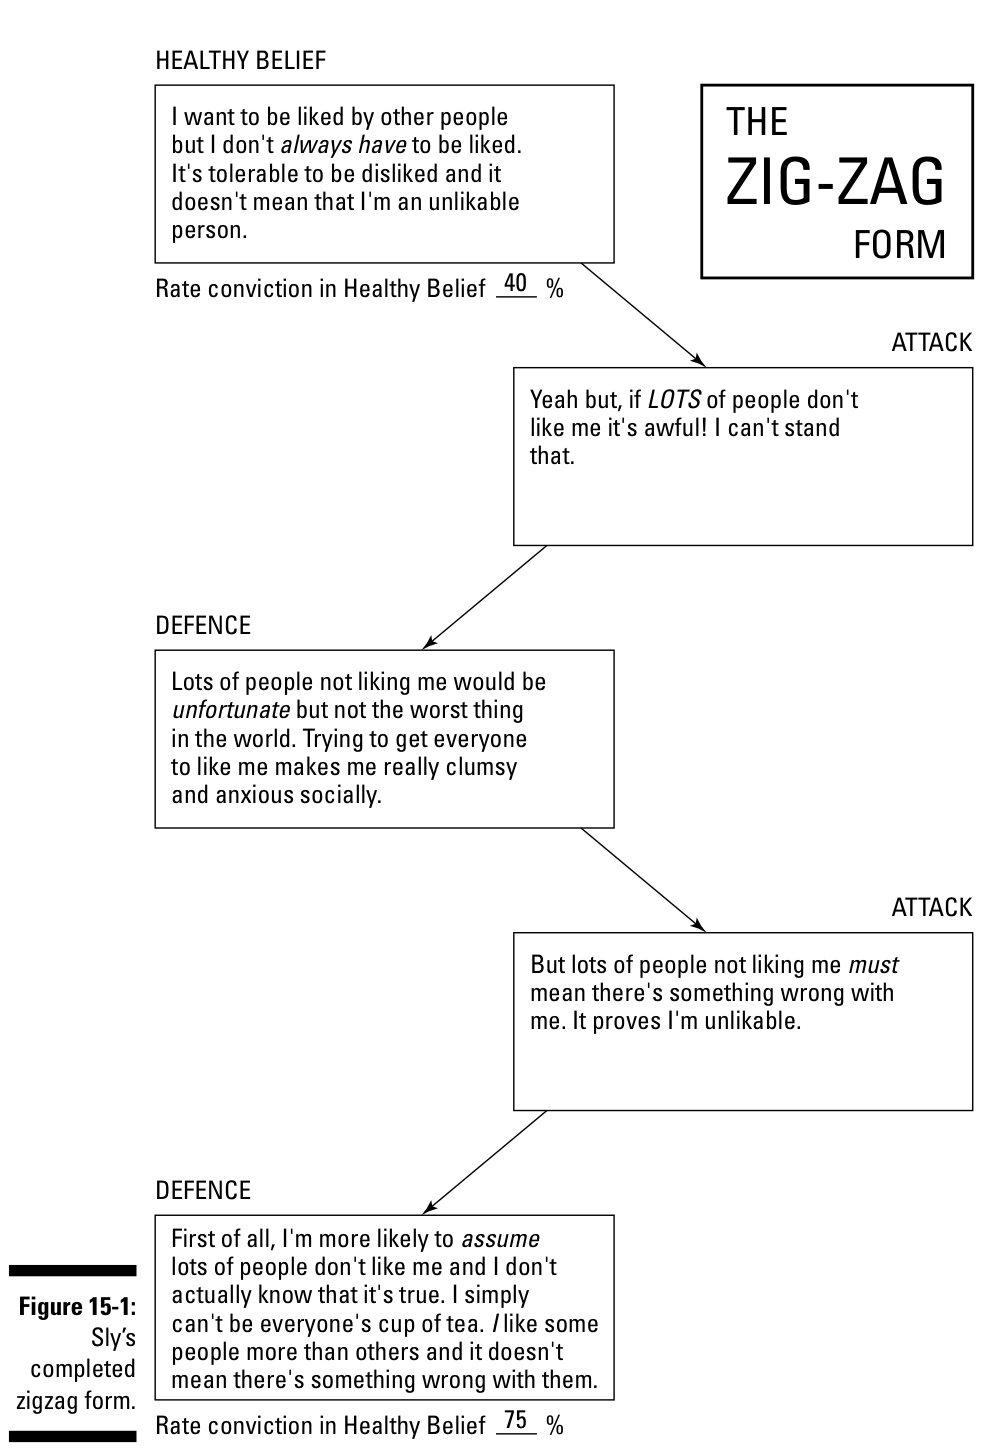 HEALTHY BELIEF
I want to be liked by other people
but I don't always have to be liked.
It's tolerable to be disliked and it
doesn't mean that I'm an unlikable
person.
Rate conviction in Healthy Belief 40 %
THE
ZIG-ZAG
FORM
ATTACK
Yeah but, if LOTS of people don't
like me it's awful! I can't stand
that.
DEFENCE
Lots of people not liking me would be
unfortunate but not the worst thing
in the world. Trying to get everyone
to like me makes me really clumsy
and anxious socially.
ATTACK
But lots of people not liking me must
mean there's something wrong with
me. It proves I'm unlikable.
DEFENCE
First of all, I'm more likely to assume
lots of people don't like me and I don't
actually know that it's true. I simply
can't be everyone's cup of tea. I like some
people more than others and it doesn't
mean there's something wrong with them.
Rate conviction in Healthy Belief 75 %
Figure 15-1:
Sly’s
completed
zigzag form.